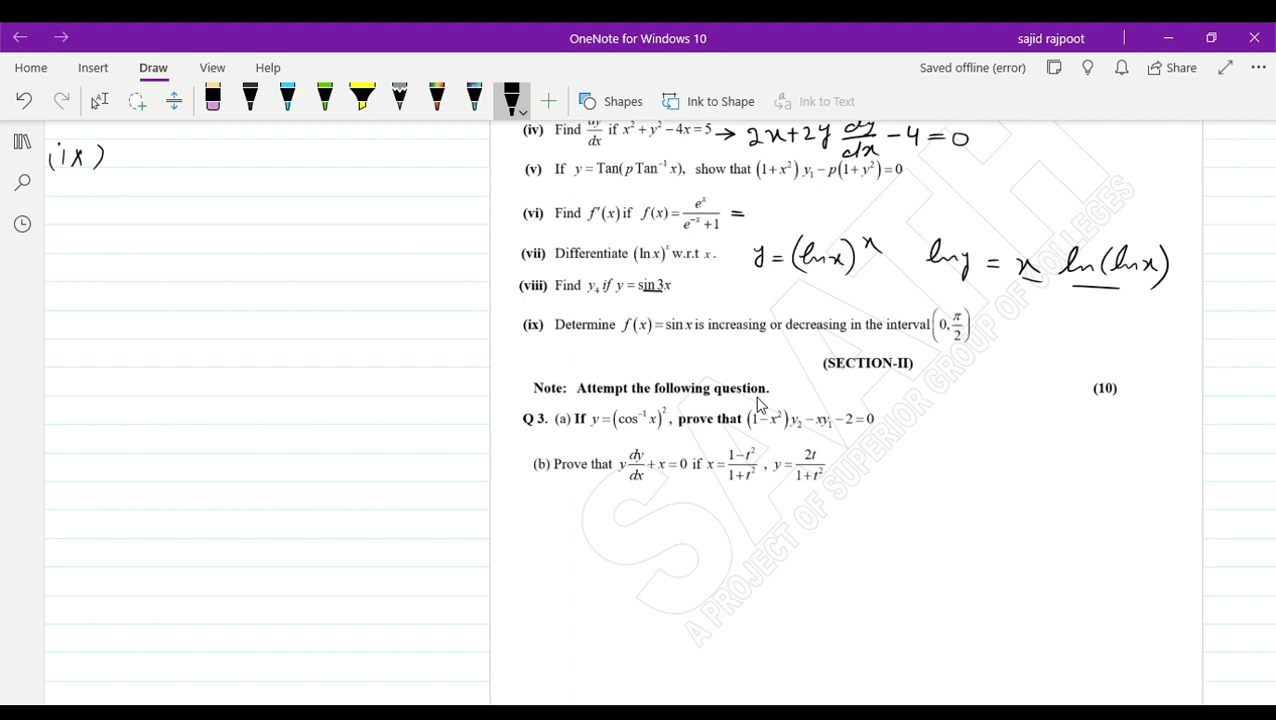 OneNote for Windows 10
sajid rajpoot
Home Insert Draw View Help
Saved offline (error)
Share
Shapes
Ink to Shape
Ink to Text
(ix)
(iv) Find dy/dx if x² + y² − 4x = 5 → 2x + 2y dy/dx − 4 = 0
(v) If y = Tan(p Tan⁻¹ x), show that (1 + x²) y₁ − p(1 + y²) = 0
(vi) Find f′(x) if f(x) = eˣ/(e⁻ˣ + 1) =
(vii) Differentiate (ln x)ˣ w.r.t x. y = (ln x)ˣ ln y = x ln(ln x)
(viii) Find y₄ if y = sin 3x
(ix) Determine f(x) = sin x is increasing or decreasing in the interval (0, π/2)
(SECTION-II)
Note: Attempt the following question. (10)
Q 3. (a) If y = (cos⁻¹ x)², prove that (1 − x²) y₂ − xy₁ − 2 = 0
(b) Prove that y dy/dx + x = 0 if x = (1 − t²)/(1 + t²) , y = 2t/(1 + t²)
A PROJECT OF SUPERIOR GROUP OF COLLEGES